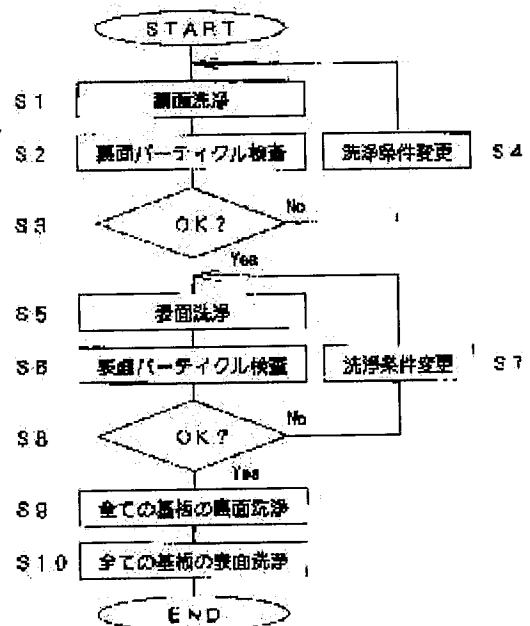 START
S1 裏面洗浄
S2 裏面パーティクル検査 洗浄条件変更 S4
S3 OK? No
Yes
S5 表面洗浄
S6 表面パーティクル検査 洗浄条件変更 S7
S8 OK? No
Yes
S9 全ての基板の裏面洗浄
S10 全ての基板の表面洗浄
END